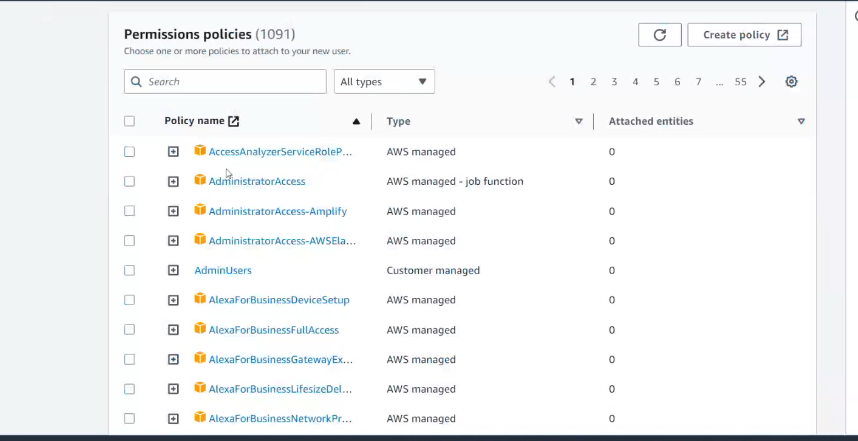 Permissions policies (1091)
Create policy
Choose one or more policies to attach to your new user.
Search
All types
1 2 3 4 5 6 7 ... 55
Policy name Type Attached entities
AccessAnalyzerServiceRoleP... AWS managed 0
AdministratorAccess AWS managed - job function 0
AdministratorAccess-Amplify AWS managed 0
AdministratorAccess-AWSEla... AWS managed 0
AdminUsers Customer managed 0
AlexaForBusinessDeviceSetup AWS managed 0
AlexaForBusinessFullAccess AWS managed 0
AlexaForBusinessGatewayEx... AWS managed 0
AlexaForBusinessLifesizeDel... AWS managed 0
AlexaForBusinessNetworkPr... AWS managed 0